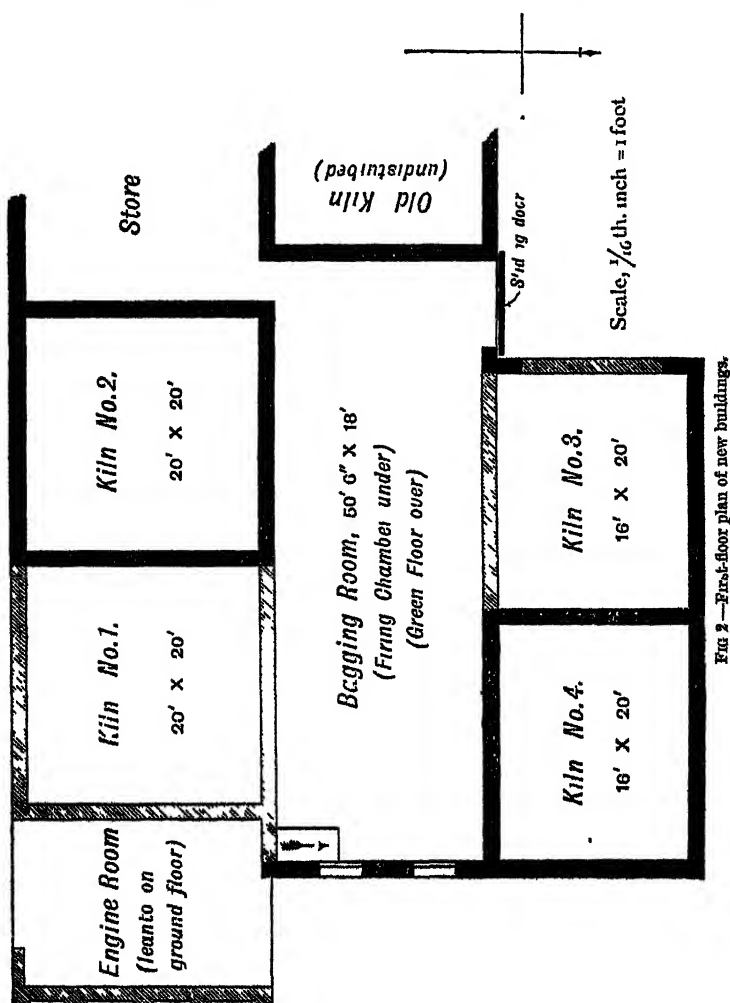 Store
Old Kiln
(undisturbed)
Kiln No.2.
20' X 20'
Kiln No.1.
20' X 20'
Engine Room
(leanto on
ground floor)
Bagging Room, 50' 6" X 18'
(Firing Chamber under)
(Green Floor over)
Kiln No.3.
16' X 20'
Kiln No.4.
16' X 20'
door
Scale, 1/16th. inch = 1 foot
FIG 2—First-floor plan of new buildings.